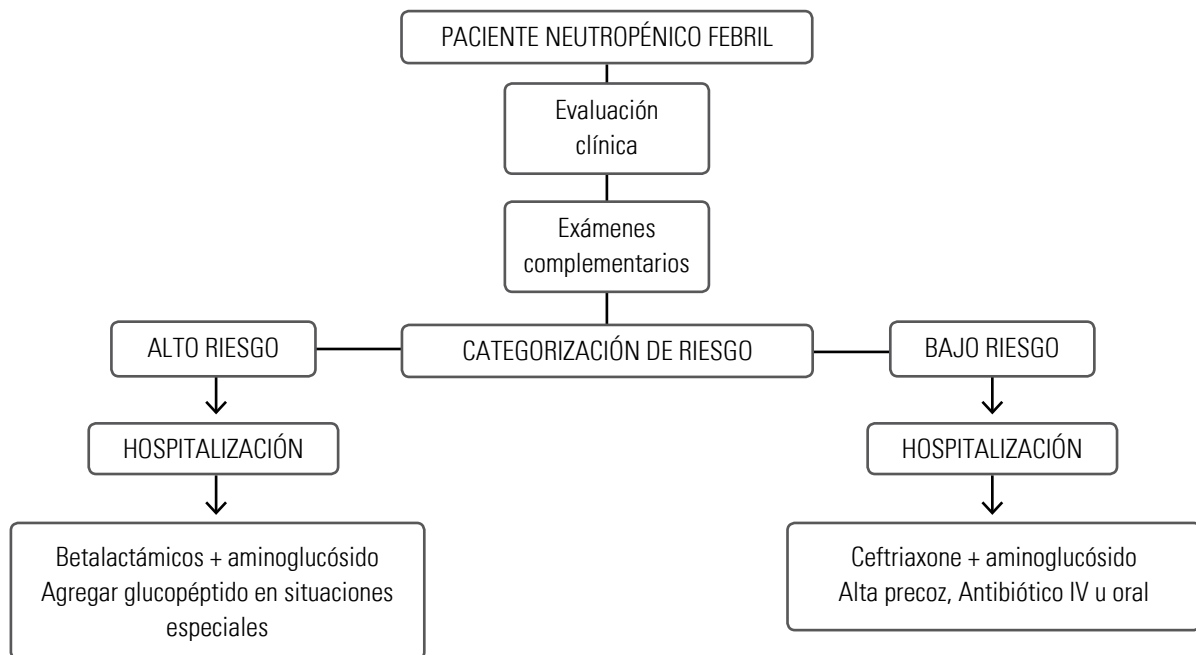 PACIENTE NEUTROPÉNICO FEBRIL
Evaluación
clínica
Exámenes
complementarios
ALTO RIESGO
CATEGORIZACIÓN DE RIESGO
BAJO RIESGO
HOSPITALIZACIÓN
HOSPITALIZACIÓN
Betalactámicos + aminoglucósido
Agregar glucopéptido en situaciones
especiales
Ceftriaxone + aminoglucósido
Alta precoz, Antibiótico IV u oral